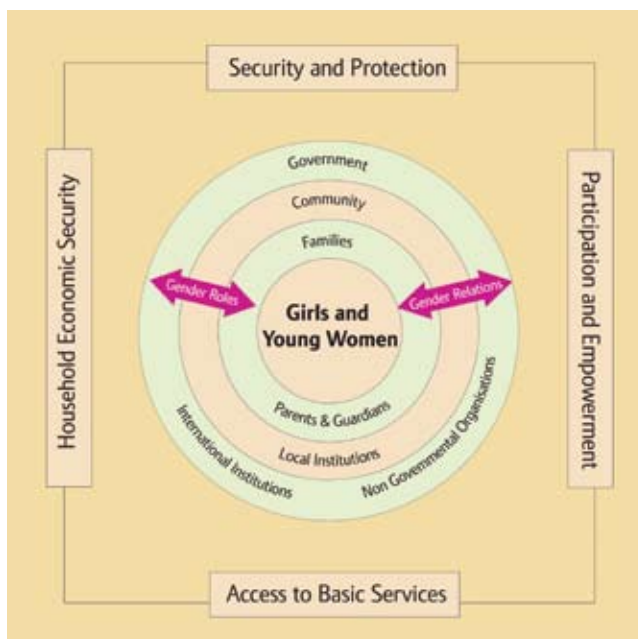 Security and Protection
Household Economic Security
Participation and Empowerment
Government
Community
Families
Gender Roles
Gender Relations
Girls and
Young Women
Parents & Guardians
Local Institutions
International Institutions
Non Governmental Organisations
Access to Basic Services